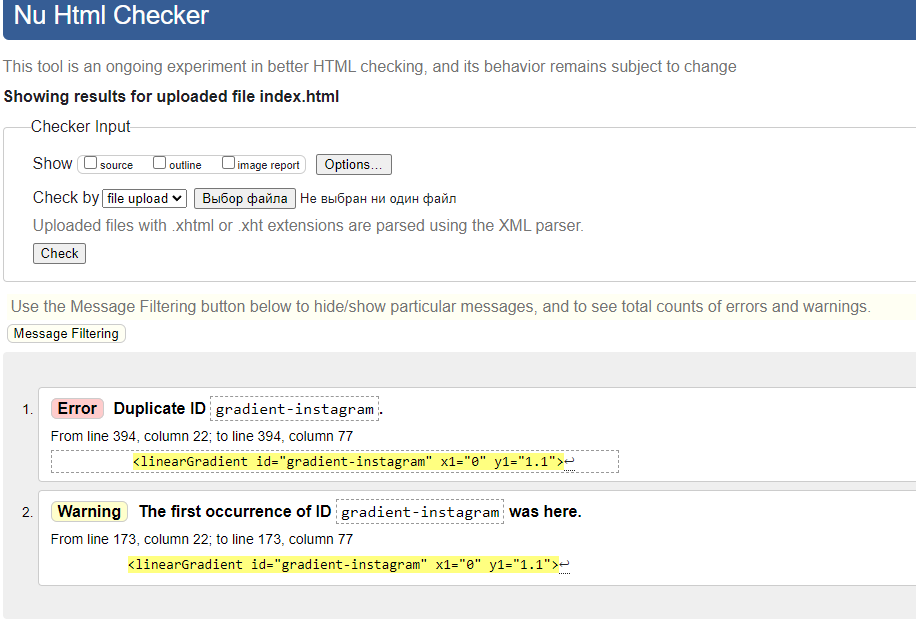 Nu Html Checker
This tool is an ongoing experiment in better HTML checking, and its behavior remains subject to change
Showing results for uploaded file index.html
Checker Input
Show source outline image report Options...
Check by file upload Выбор файла Не выбран ни один файл
Uploaded files with .xhtml or .xht extensions are parsed using the XML parser.
Check
Use the Message Filtering button below to hide/show particular messages, and to see total counts of errors and warnings.
Message Filtering
1. Error Duplicate ID gradient-instagram.
From line 394, column 22; to line 394, column 77
<linearGradient id="gradient-instagram" x1="0" y1="1.1">↩
2. Warning The first occurrence of ID gradient-instagram was here.
From line 173, column 22; to line 173, column 77
<linearGradient id="gradient-instagram" x1="0" y1="1.1">↩